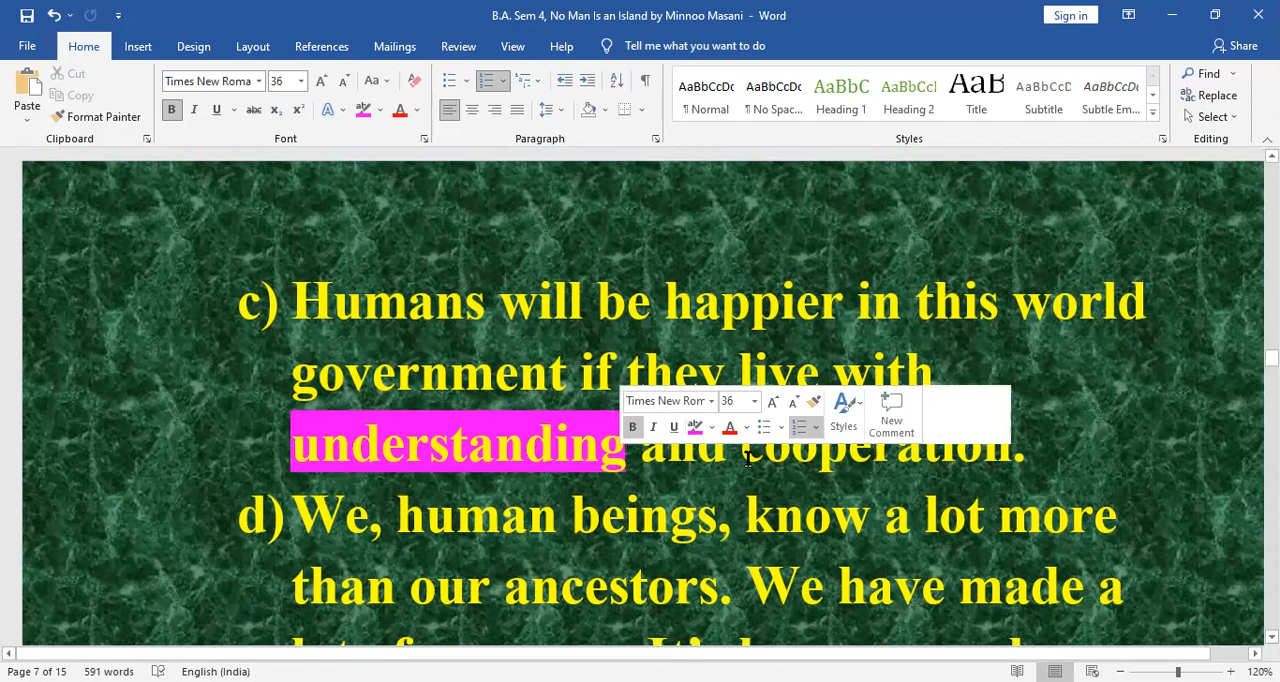 B.A. Sem 4, No Man Is an Island by Minnoo Masani - Word
Sign in
File Home Insert Design Layout References Mailings Review View Help Tell me what you want to do Share
Paste
Cut
Copy
Format Painter
Clipboard
Times New Roma 36
Font
Paragraph
AaBbCcDc AaBbCcDc AaBbC AaBbCcl AaB AaBbCcD AaBbCcDc
¶ Normal ¶ No Spac... Heading 1 Heading 2 Title Subtitle Subtle Em...
Styles
Find
Replace
Select
Editing
c) Humans will be happier in this world
government if they live with
understanding and cooperation.
Times New Ror 36
Styles
New
Comment
d) We, human beings, know a lot more
than our ancestors. We have made a
Page 7 of 15 591 words English (India) 120%